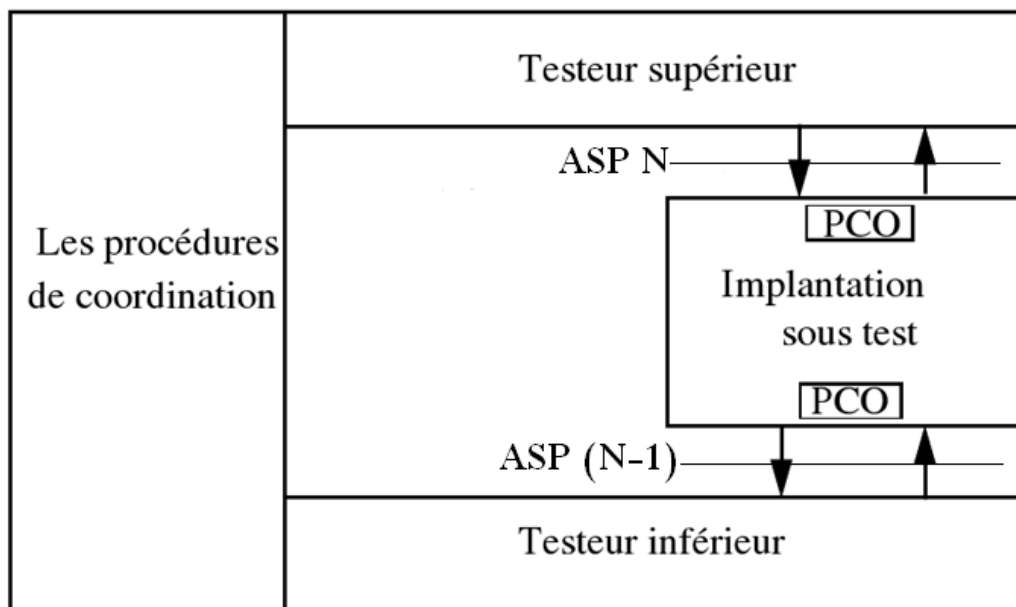 Testeur supérieur
ASP N
PCO
Les procédures
de coordination
Implantation
sous test
PCO
ASP (N-1)
Testeur inférieur